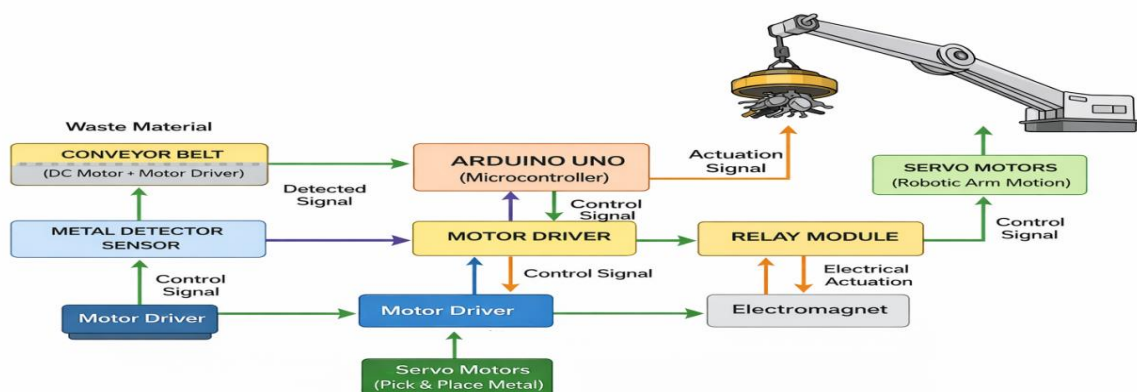 Waste Material
CONVEYOR BELT
(DC Motor + Motor Driver)
Detected
Signal
ARDUINO UNO
(Microcontroller)
Actuation
Signal
SERVO MOTORS
(Robotic Arm Motion)
Control
Signal
METAL DETECTOR
SENSOR
MOTOR DRIVER
RELAY MODULE
Control
Signal
Control
Signal
Control Signal
Electrical
Actuation
Motor Driver
Motor Driver
Electromagnet
Servo Motors
(Pick & Place Metal)